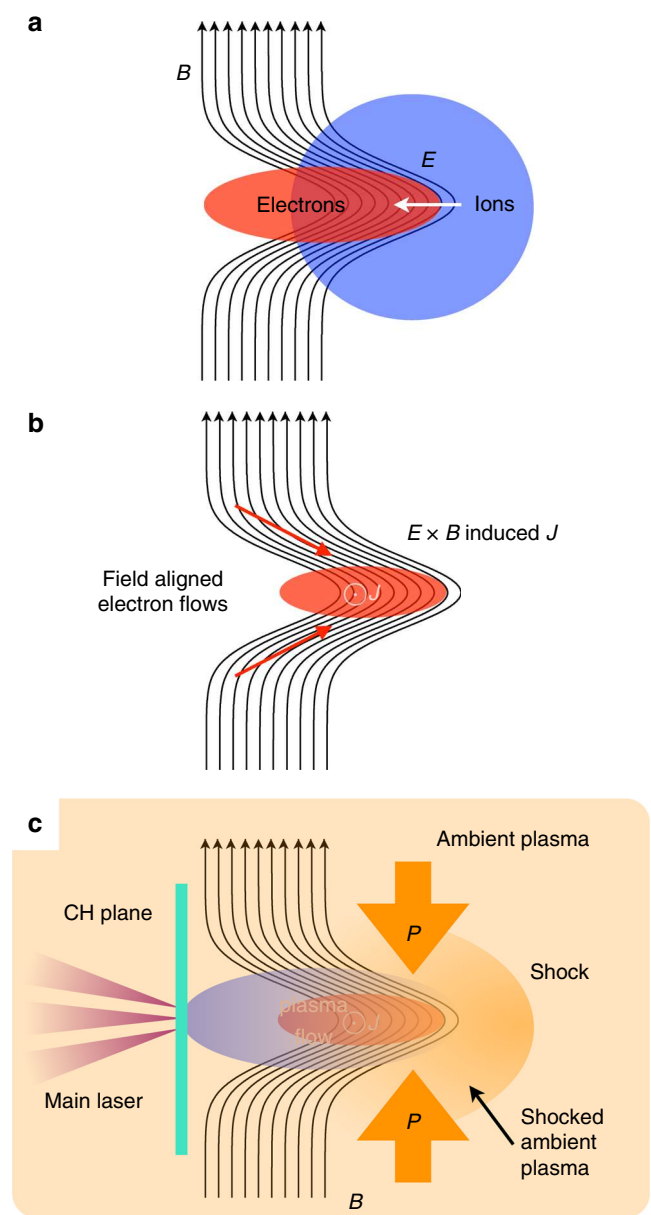 a
B
E
Electrons
Ions
b
E × B induced J
Field aligned
electron flows
J
c
Ambient plasma
CH plane
P
Shock
plasma
J
flow
Main laser
P
Shocked
ambient
plasma
B